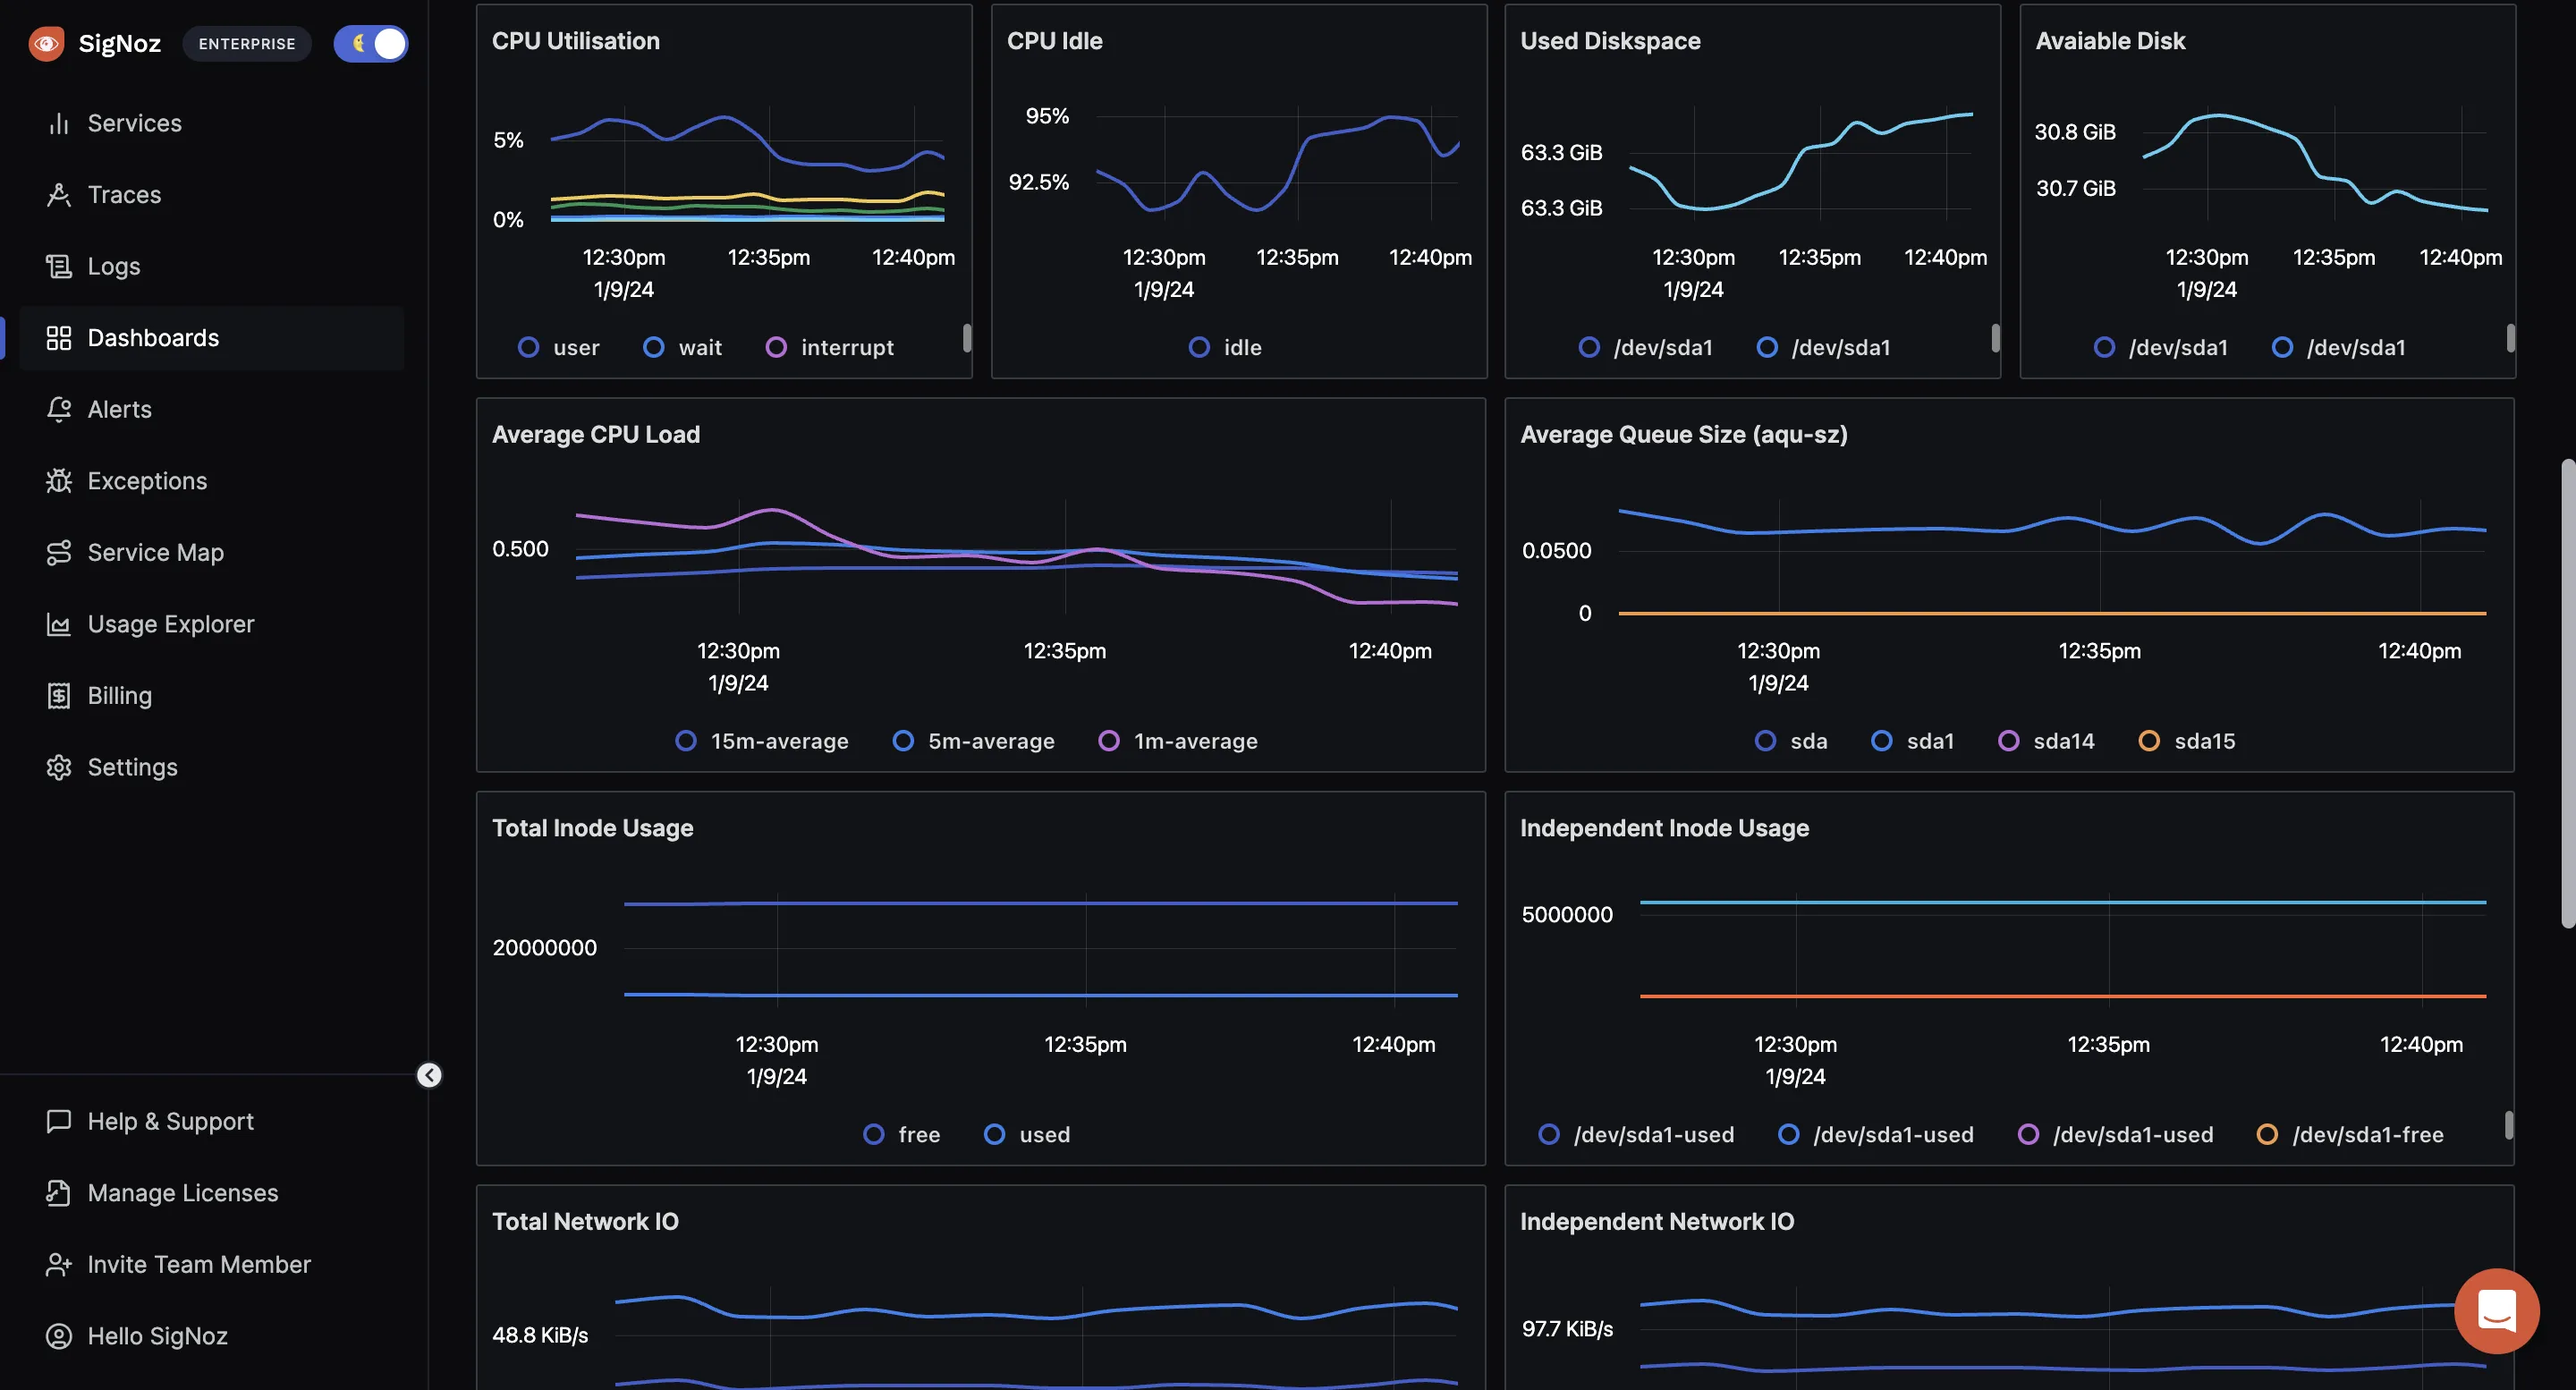 SigNoz ENTERPRISE
Services
Traces
Logs
Dashboards
Alerts
Exceptions
Service Map
Usage Explorer
Billing
Settings
Help & Support
Manage Licenses
Invite Team Member
Hello SigNoz
CPU Utilisation
5%
0%
12:30pm 12:35pm 12:40pm
1/9/24
user wait interrupt
CPU Idle
95%
92.5%
12:30pm 12:35pm 12:40pm
1/9/24
idle
Used Diskspace
63.3 GiB
63.3 GiB
12:30pm 12:35pm 12:40pm
1/9/24
/dev/sda1 /dev/sda1
Avaiable Disk
30.8 GiB
30.7 GiB
12:30pm 12:35pm 12:40pm
1/9/24
/dev/sda1 /dev/sda1
Average CPU Load
0.500
12:30pm 12:35pm 12:40pm
1/9/24
15m-average 5m-average 1m-average
Average Queue Size (aqu-sz)
0.0500
0
12:30pm 12:35pm 12:40pm
1/9/24
sda sda1 sda14 sda15
Total Inode Usage
20000000
12:30pm 12:35pm 12:40pm
1/9/24
free used
Independent Inode Usage
5000000
12:30pm 12:35pm 12:40pm
1/9/24
/dev/sda1-used /dev/sda1-used /dev/sda1-used /dev/sda1-free
Total Network IO
48.8 KiB/s
Independent Network IO
97.7 KiB/s